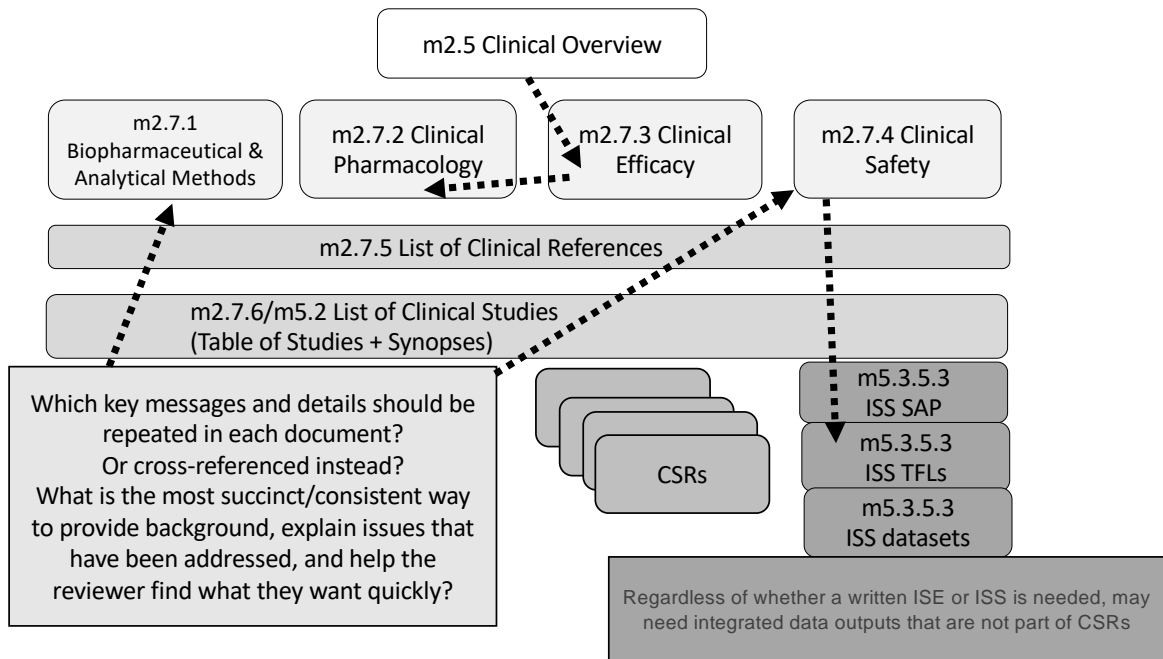 m2.5 Clinical Overview
m2.7.1
Biopharmaceutical &
Analytical Methods
m2.7.2 Clinical
Pharmacology
m2.7.3 Clinical
Efficacy
m2.7.4 Clinical
Safety
m2.7.5 List of Clinical References
m2.7.6/m5.2 List of Clinical Studies
(Table of Studies + Synopses)
Which key messages and details should be
repeated in each document?
Or cross-referenced instead?
What is the most succinct/consistent way
to provide background, explain issues that
have been addressed, and help the
reviewer find what they want quickly?
CSRs
m5.3.5.3
ISS SAP
m5.3.5.3
ISS TFLs
m5.3.5.3
ISS datasets
Regardless of whether a written ISE or ISS is needed, may
need integrated data outputs that are not part of CSRs